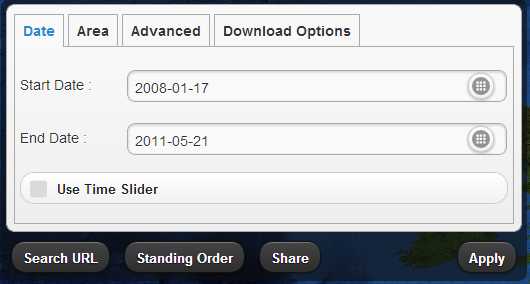 Date Area Advanced Download Options
Start Date : 2008-01-17
End Date : 2011-05-21
Use Time Slider
Search URL Standing Order Share Apply